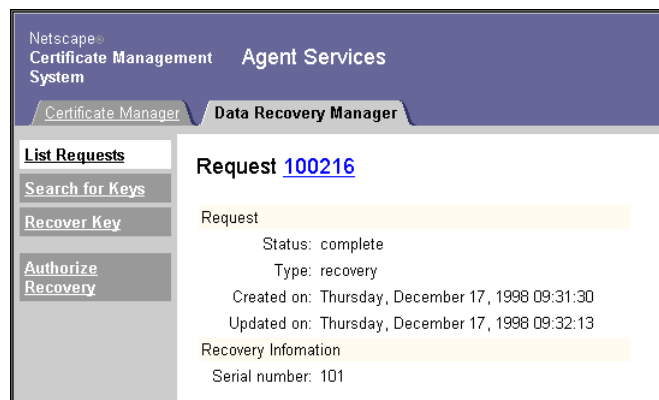 Netscape®
Certificate Management
System
Agent Services
Certificate Manager
Data Recovery Manager
List Requests
Search for Keys
Recover Key
Authorize
Recovery
Request 100216
Request
Status: complete
Type: recovery
Created on: Thursday, December 17, 1998 09:31:30
Updated on: Thursday, December 17, 1998 09:32:13
Recovery Infomation
Serial number: 101